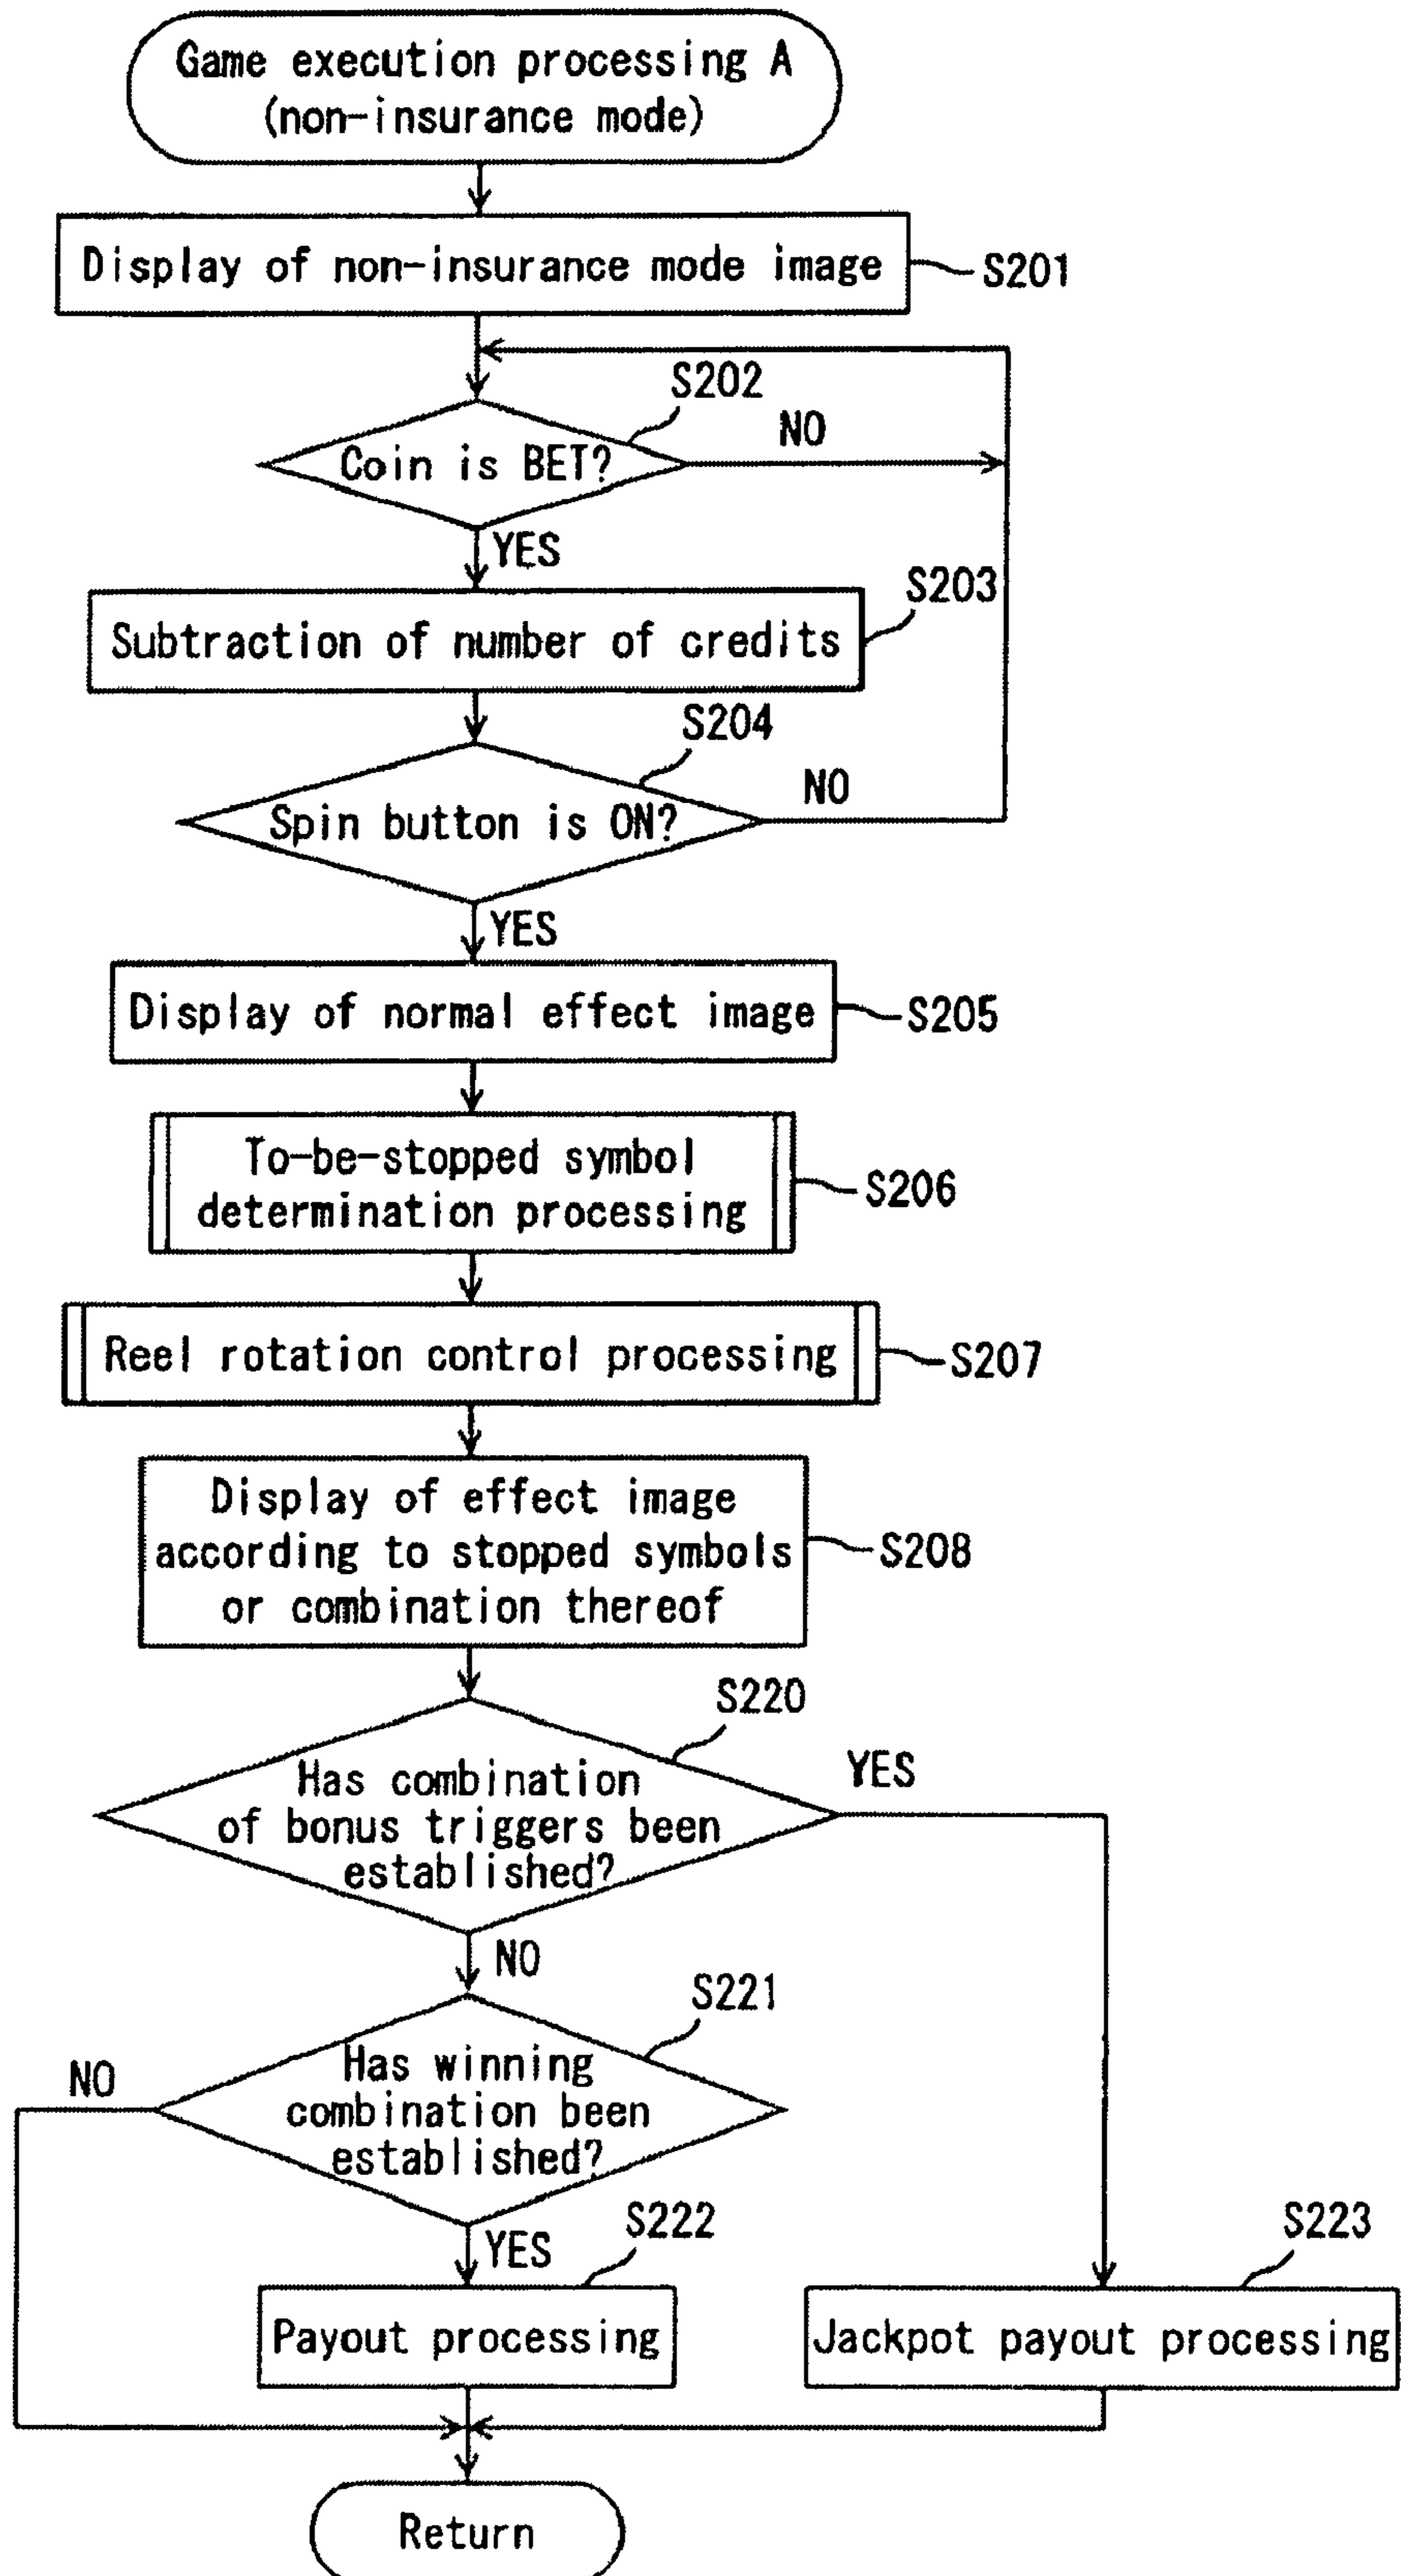 Game execution processing A
(non-insurance mode)
Display of non-insurance mode image
S201
S202
Coin is BET?
NO
YES
S203
Subtraction of number of credits
S204
Spin button is ON?
NO
YES
Display of normal effect image
S205
To-be-stopped symbol
determination processing
S206
Reel rotation control processing
S207
Display of effect image
according to stopped symbols
or combination thereof
S208
S220
Has combination
of bonus triggers been
established?
YES
NO
S221
Has winning
combination been
established?
NO
YES
S222
S223
Payout processing
Jackpot payout processing
Return